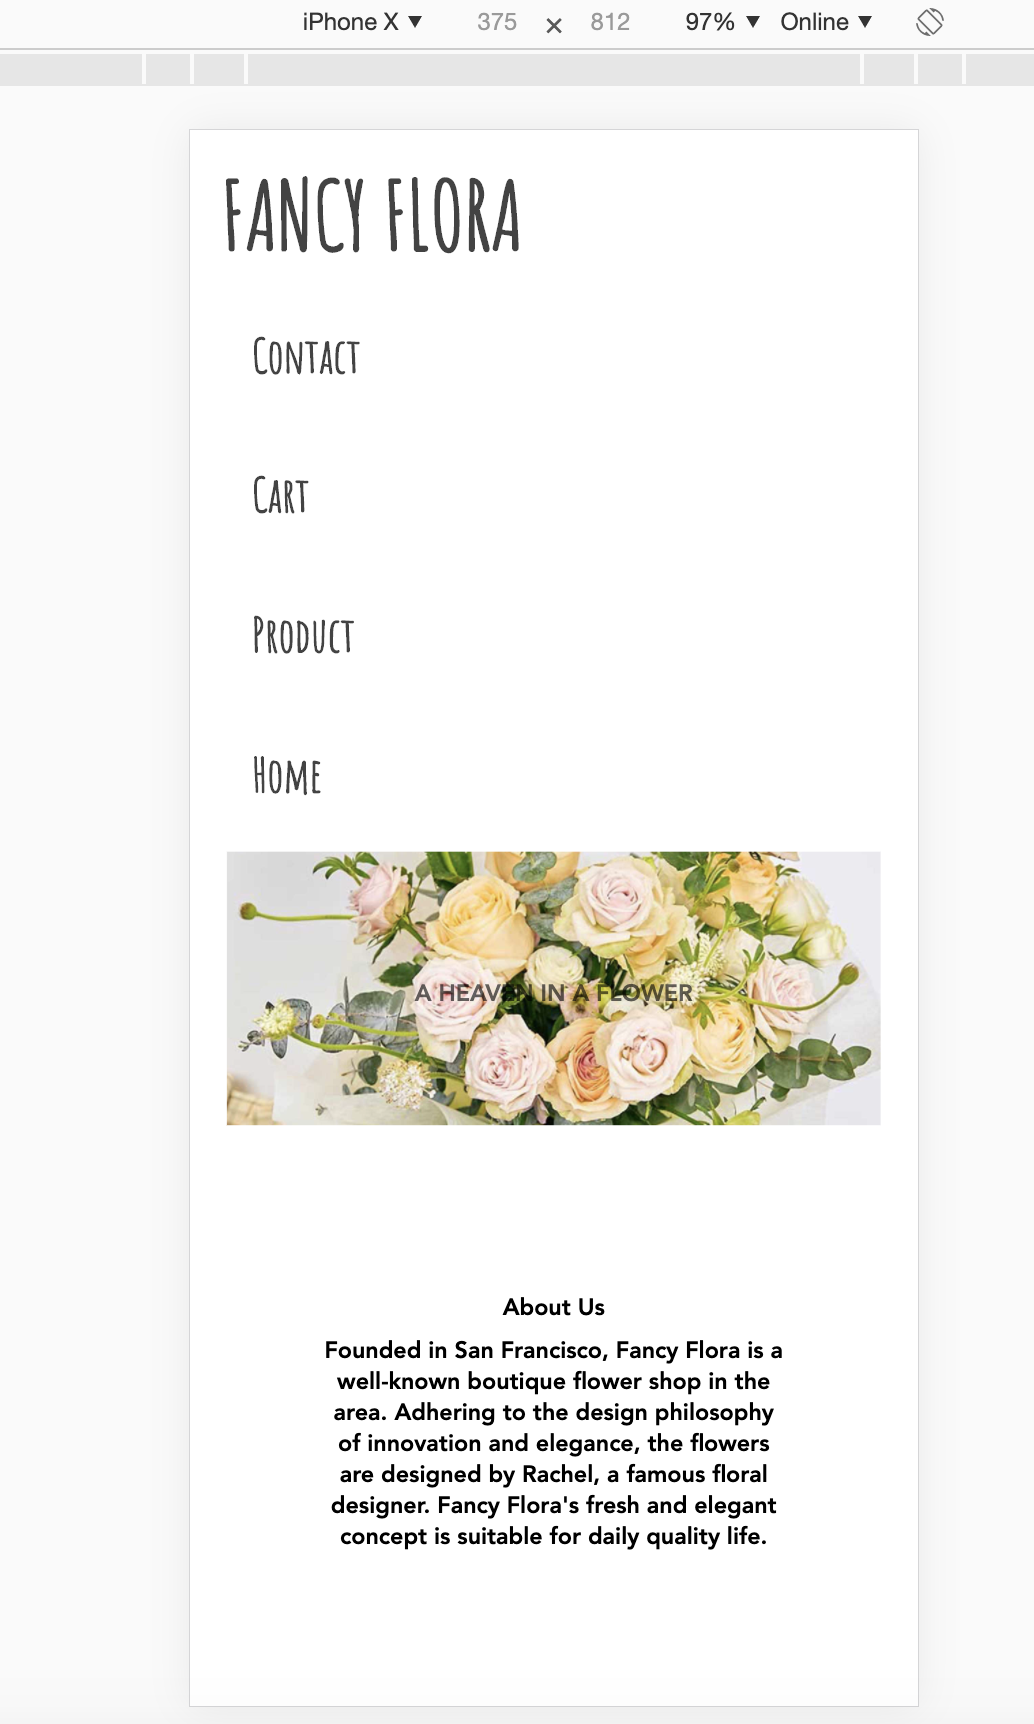 iPhone X ▼ 375 × 812 97% ▼ Online ▼
FANCY FLORA
Contact
Cart
Product
Home
A HEAVEN IN A FLOWER
About Us
Founded in San Francisco, Fancy Flora is a
well-known boutique flower shop in the
area. Adhering to the design philosophy
of innovation and elegance, the flowers
are designed by Rachel, a famous floral
designer. Fancy Flora's fresh and elegant
concept is suitable for daily quality life.